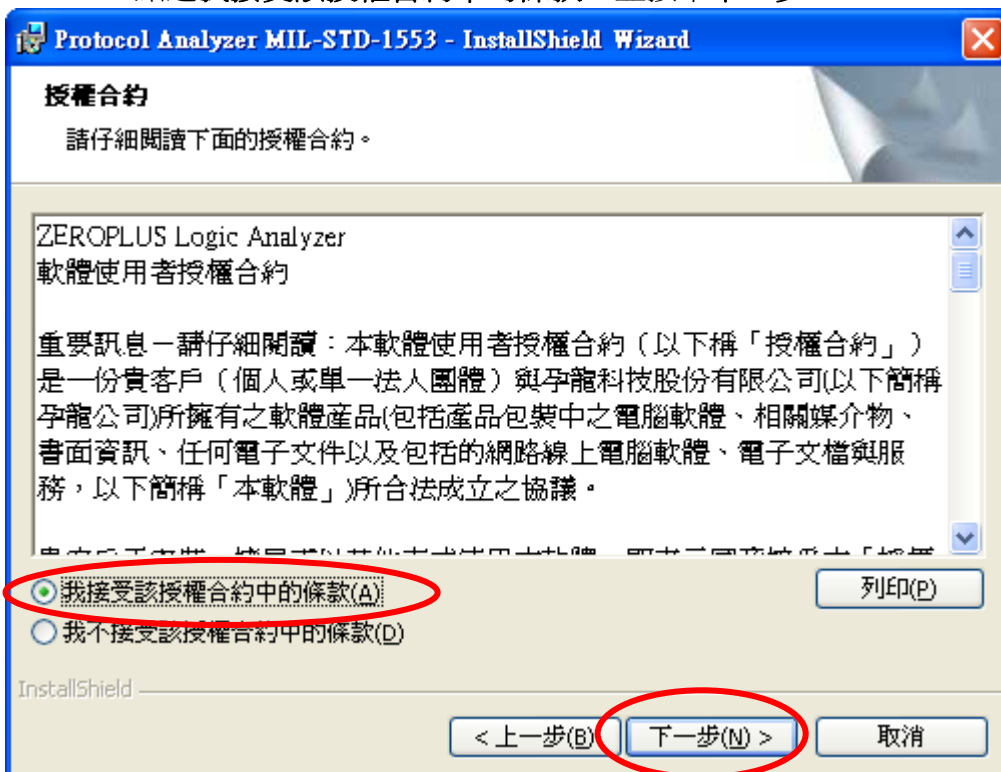 Protocol Analyzer MIL-STD-1553 - InstallShield Wizard
授權合約
請仔細閱讀下面的授權合約。
ZEROPLUS Logic Analyzer
軟體使用者授權合約
重要訊息－請仔細閱讀：本軟體使用者授權合約（以下稱「授權合約」）
是一份貴客戶（個人或單一法人團體）與孕龍科技股份有限公司(以下簡稱
孕龍公司)所擁有之軟體產品(包括產品包裝中之電腦軟體、相關媒介物、
書面資訊、任何電子文件以及包括的網路線上電腦軟體、電子文檔與服
務，以下簡稱「本軟體」)所合法成立之協議。
我接受該授權合約中的條款(A)
列印(P)
我不接受該授權合約中的條款(D)
InstallShield
< 上一步(B)
下一步(N) >
取消